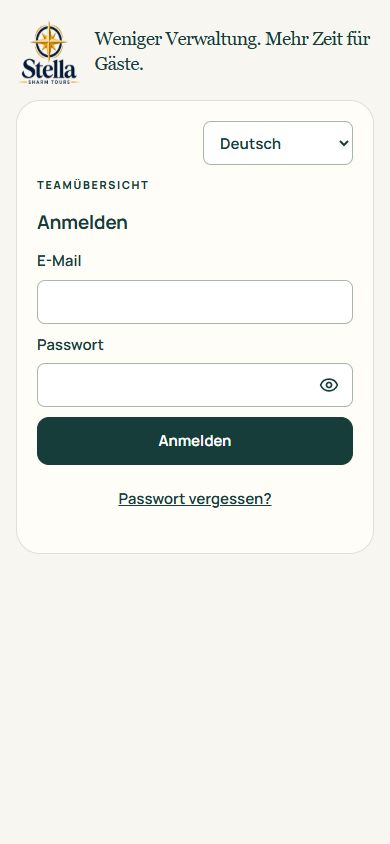 Stella
SHARM TOURS
Weniger Verwaltung. Mehr Zeit für
Gäste.
Deutsch
TEAMÜBERSICHT
Anmelden
E-Mail
Passwort
Anmelden
Passwort vergessen?